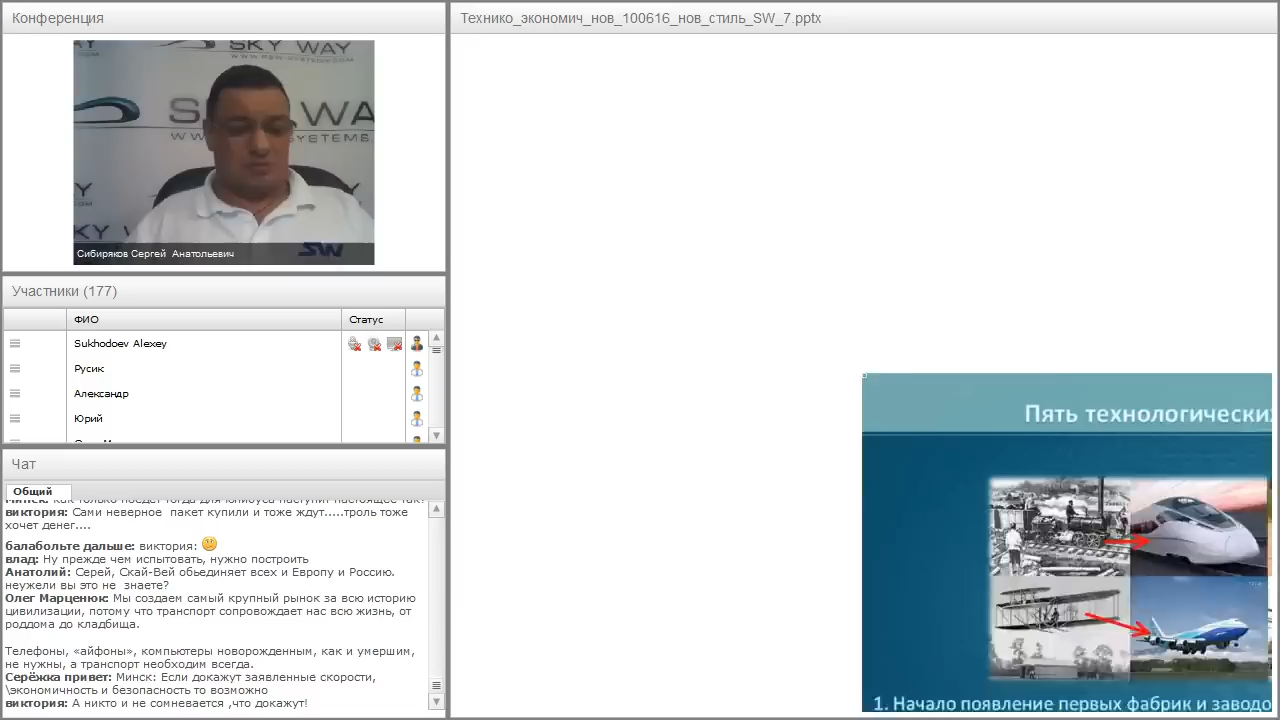 Конференция
Технико_экономич_нов_100616_нов_стиль_SW_7.pptx
SKY WAY
SKY WA
SYSTEMS
Сибиряков Сергей Анатольевич
SW
Участники (177)
ФИО Статус
Sukhodoev Alexey
Русик
Александр
Юрий
Чат
Общий
виктория: Сами неверное пакет купили и тоже ждут.....троль тоже
хочет денег....
балабольте дальше: виктория:
влад: Ну прежде чем испытовать, нужно построить
Анатолий: Серей, Скай-Вей обьединяет всех и Европу и Россию.
неужели вы это не знаете?
Олег Марценюк: Мы создаем самый крупный рынок за всю историю
цивилизации, потому что транспорт сопровождает нас всю жизнь, от
роддома до кладбища.
Телефоны, «айфоны», компьютеры новорожденным, как и умершим,
не нужны, а транспорт необходим всегда.
Серёжка привет: Минск: Если докажут заявленные скорости,
\экономичность и безопасность то возможно
виктория: А никто и не сомневается ,что докажут!
Пять технологически
1. Начало появление первых фабрик и заводо